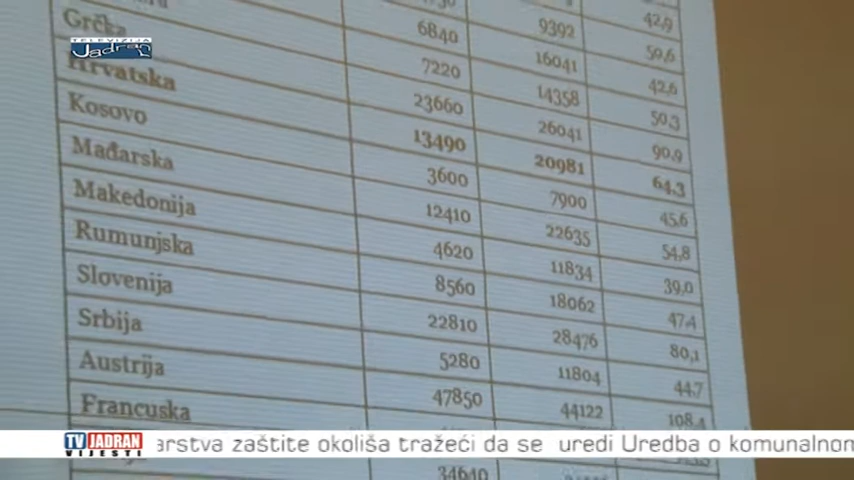 42,9
9392 50,6
6840 16041 42,6
7220 14358 50,3
Grčka 23660 26041 90,9
Hrvatska 13490 20981 64,3
Kosovo 3600 7900 45,6
Mađarska 12410 22635 54,8
Makedonija 4620 11834 39,0
Rumunjska 8560 18062 47,4
Slovenija 22810 28476 80,1
Srbija 5280 11804 44,7
Austrija 47850 44122 108,4
Francuska
34640
TELEVIZIJA
Jadran
TV JADRAN
VIJESTI
arstva zaštite okoliša tražeći da se uredi Uredba o komunalnom